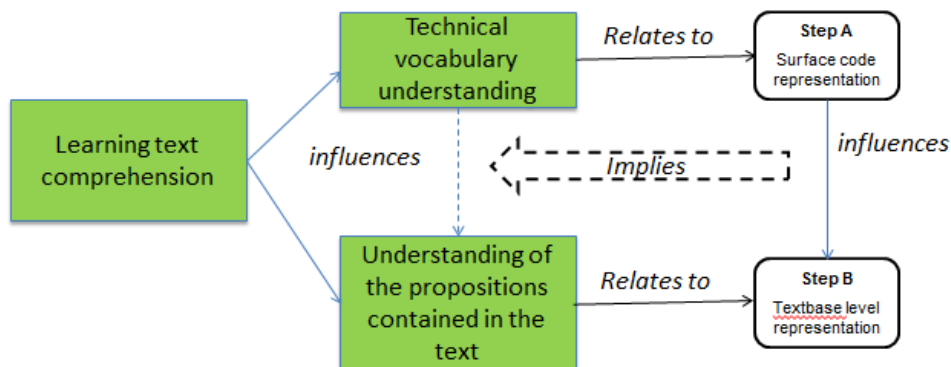 Technical
vocabulary
understanding
Relates to
Step A
Surface code
representation
Learning text
comprehension
influences
Implies
influences
Understanding of
the propositions
contained in the
text
Relates to
Step B
Textbase level
representation